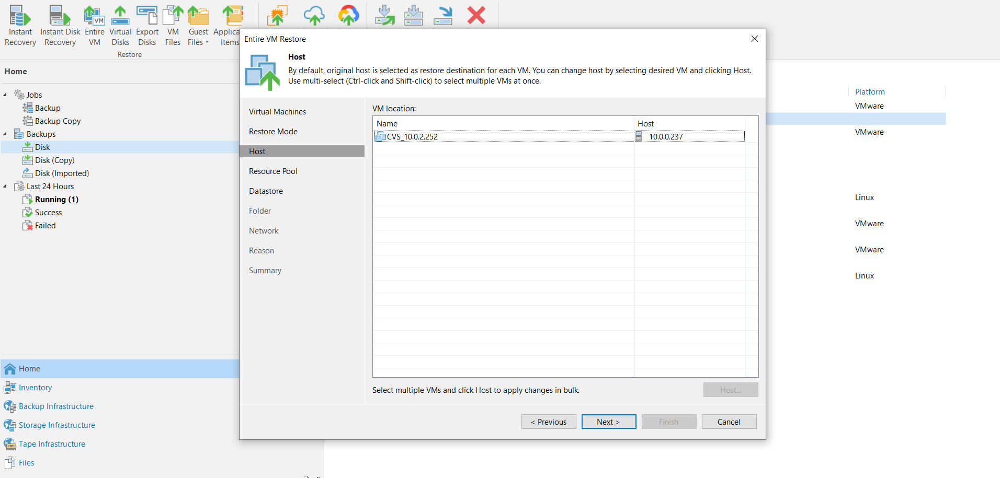 Instant Recovery
Instant Disk Recovery
Entire VM
Virtual Disks
Export Disks
VM Files
Guest Files
Applica
Items
Restore
Home
Jobs
Backup
Backup Copy
Backups
Disk
Disk (Copy)
Disk (Imported)
Last 24 Hours
Running (1)
Success
Failed
Home
Inventory
Backup Infrastructure
Storage Infrastructure
Tape Infrastructure
Files
Entire VM Restore
Host
By default, original host is selected as restore destination for each VM. You can change host by selecting desired VM and clicking Host.
Use multi-select (Ctrl-click and Shift-click) to select multiple VMs at once.
Virtual Machines
Restore Mode
Host
Resource Pool
Datastore
Folder
Network
Reason
Summary
VM location:
Name Host
CVS_10.0.2.252 10.0.0.237
Select multiple VMs and click Host to apply changes in bulk.
Host...
< Previous
Next >
Finish
Cancel
Platform
VMware
VMware
Linux
VMware
VMware
Linux